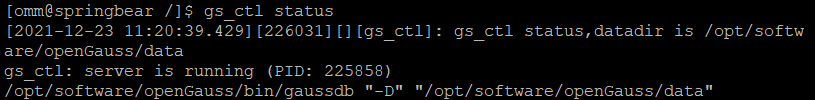 [omm@springbear /]$ gs_ctl status
[2021-12-23 11:20:39.429][226031][][gs_ctl]: gs_ctl status,datadir is /opt/softw
are/openGauss/data
gs_ctl: server is running (PID: 225858)
/opt/software/openGauss/bin/gaussdb "-D" "/opt/software/openGauss/data"